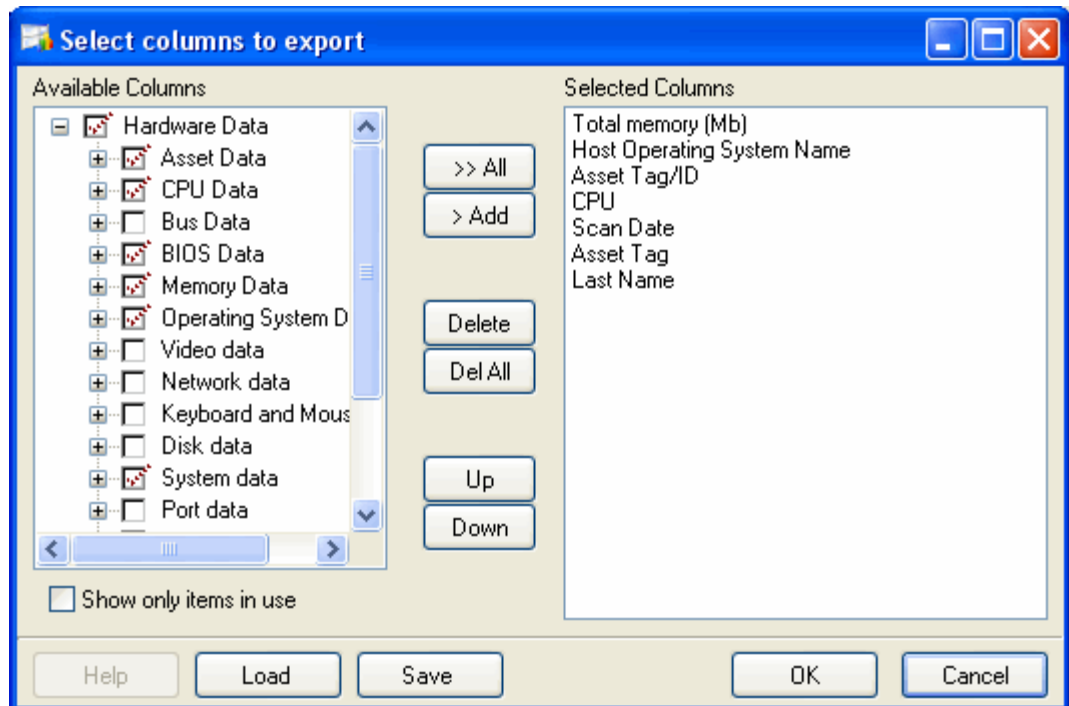 Select columns to export
Available Columns
Hardware Data
Asset Data
CPU Data
Bus Data
BIOS Data
Memory Data
Operating System D
Video data
Network data
Keyboard and Mous
Disk data
System data
Port data
Show only items in use
>> All
> Add
Delete
Del All
Up
Down
Selected Columns
Total memory (Mb)
Host Operating System Name
Asset Tag/ID
CPU
Scan Date
Asset Tag
Last Name
Help
Load
Save
OK
Cancel